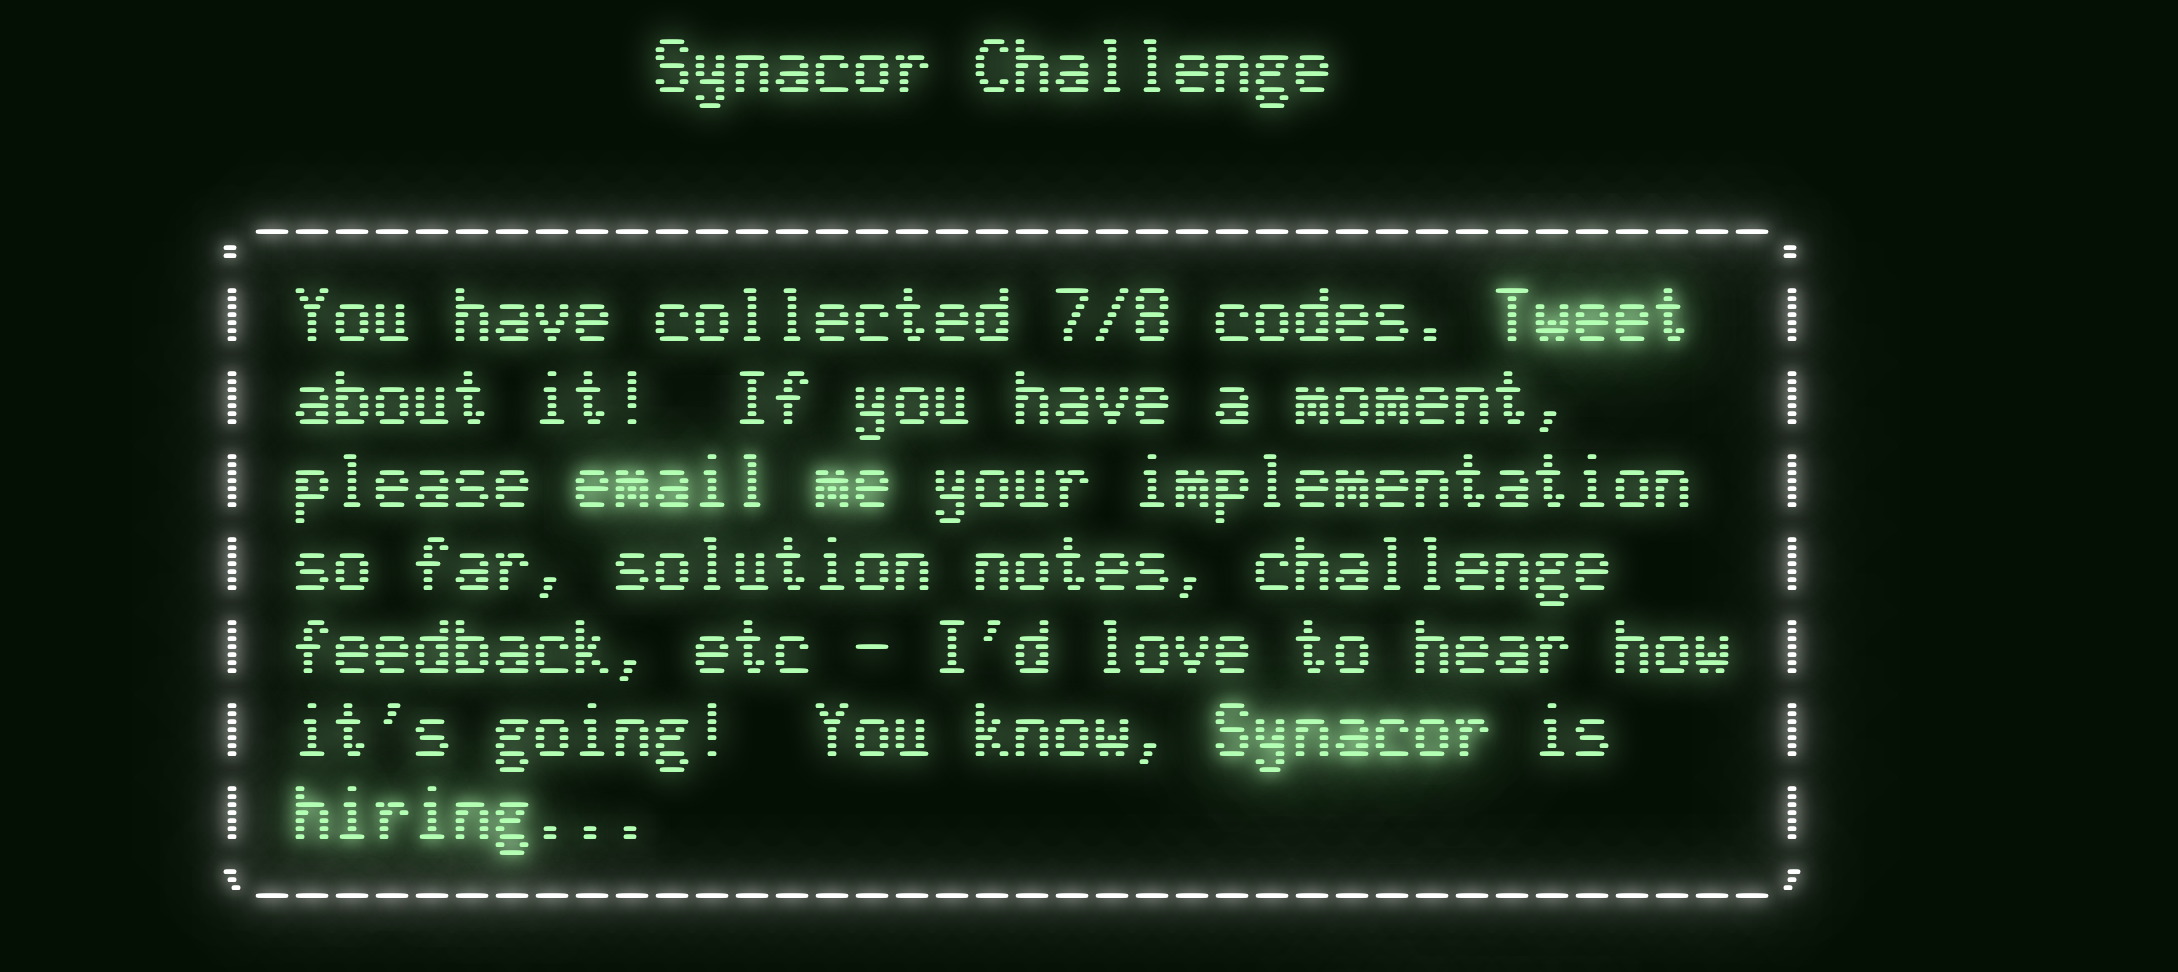 Synacor Challenge
You have collected 7/8 codes. Tweet
about it!  If you have a moment,
please email me your implementation
so far, solution notes, challenge
feedback, etc - I'd love to hear how
it's going!  You know, Synacor is
hiring...